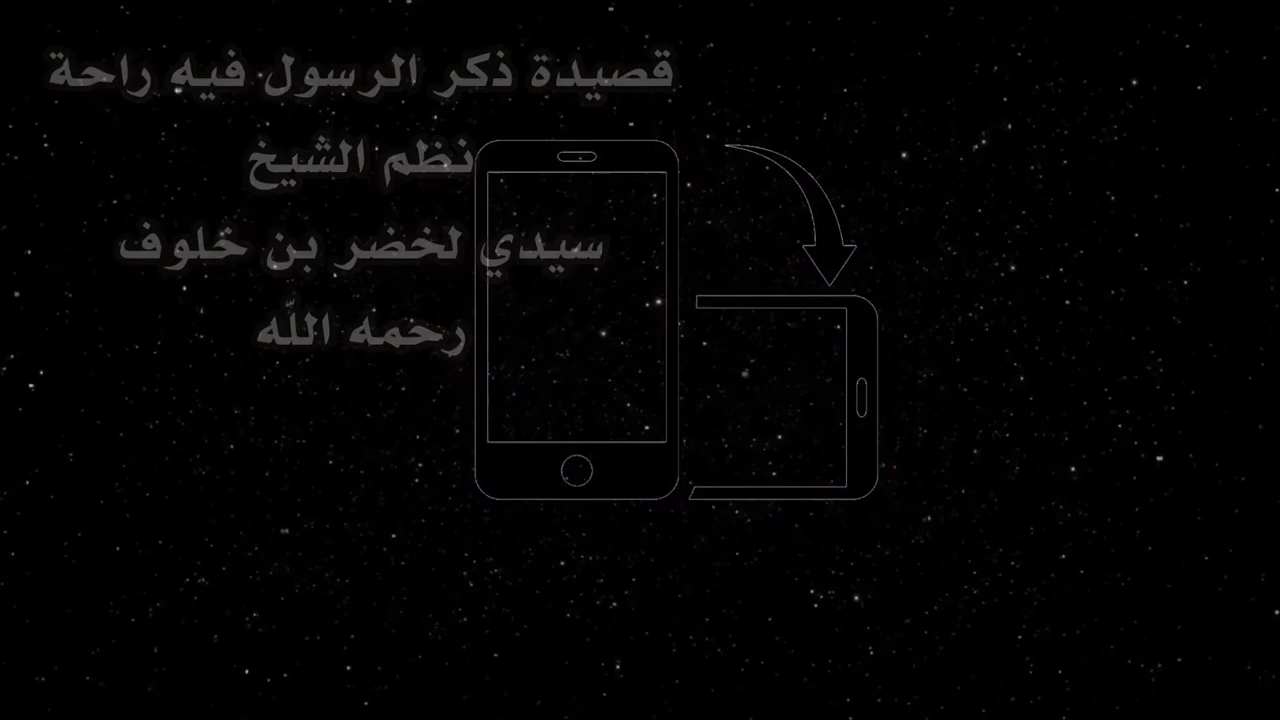 قصيدة ذكر الرسول فيه راحة
نظم الشيخ
سيدي لخضر بن خلوف
رحمه الله